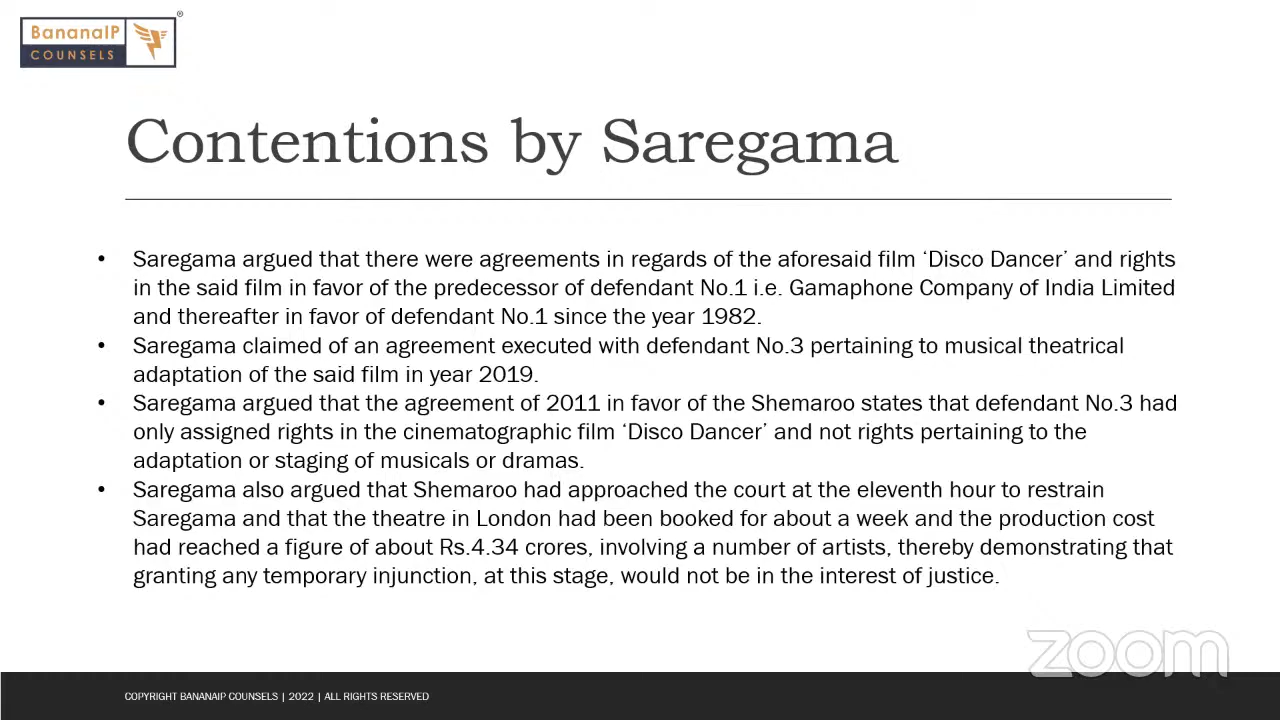 BananaIP
COUNSELS
®
Contentions by Saregama
• Saregama argued that there were agreements in regards of the aforesaid film ‘Disco Dancer’ and rights
in the said film in favor of the predecessor of defendant No.1 i.e. Gamaphone Company of India Limited
and thereafter in favor of defendant No.1 since the year 1982.
• Saregama claimed of an agreement executed with defendant No.3 pertaining to musical theatrical
adaptation of the said film in year 2019.
• Saregama argued that the agreement of 2011 in favor of the Shemaroo states that defendant No.3 had
only assigned rights in the cinematographic film ‘Disco Dancer’ and not rights pertaining to the
adaptation or staging of musicals or dramas.
• Saregama also argued that Shemaroo had approached the court at the eleventh hour to restrain
Saregama and that the theatre in London had been booked for about a week and the production cost
had reached a figure of about Rs.4.34 crores, involving a number of artists, thereby demonstrating that
granting any temporary injunction, at this stage, would not be in the interest of justice.
zoom
COPYRIGHT BANANAIP COUNSELS | 2022 | ALL RIGHTS RESERVED